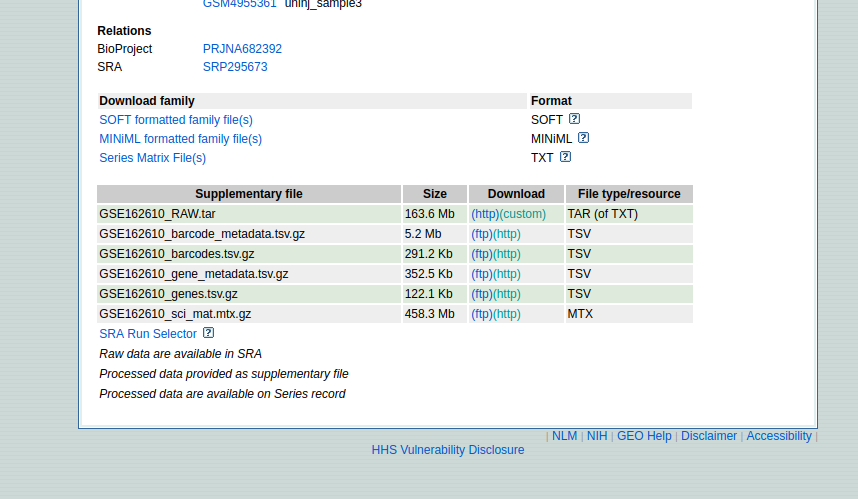 GSM4955361 uninj_sample3
Relations
BioProject PRJNA682392
SRA SRP295673
Download family Format
SOFT formatted family file(s) SOFT ?
MINiML formatted family file(s) MINiML ?
Series Matrix File(s) TXT ?
Supplementary file Size Download File type/resource
GSE162610_RAW.tar 163.6 Mb (http)(custom) TAR (of TXT)
GSE162610_barcode_metadata.tsv.gz 5.2 Mb (ftp)(http) TSV
GSE162610_barcodes.tsv.gz 291.2 Kb (ftp)(http) TSV
GSE162610_gene_metadata.tsv.gz 352.5 Kb (ftp)(http) TSV
GSE162610_genes.tsv.gz 122.1 Kb (ftp)(http) TSV
GSE162610_sci_mat.mtx.gz 458.3 Mb (ftp)(http) MTX
SRA Run Selector ?
Raw data are available in SRA
Processed data provided as supplementary file
Processed data are available on Series record
| NLM | NIH | GEO Help | Disclaimer | Accessibility |
HHS Vulnerability Disclosure